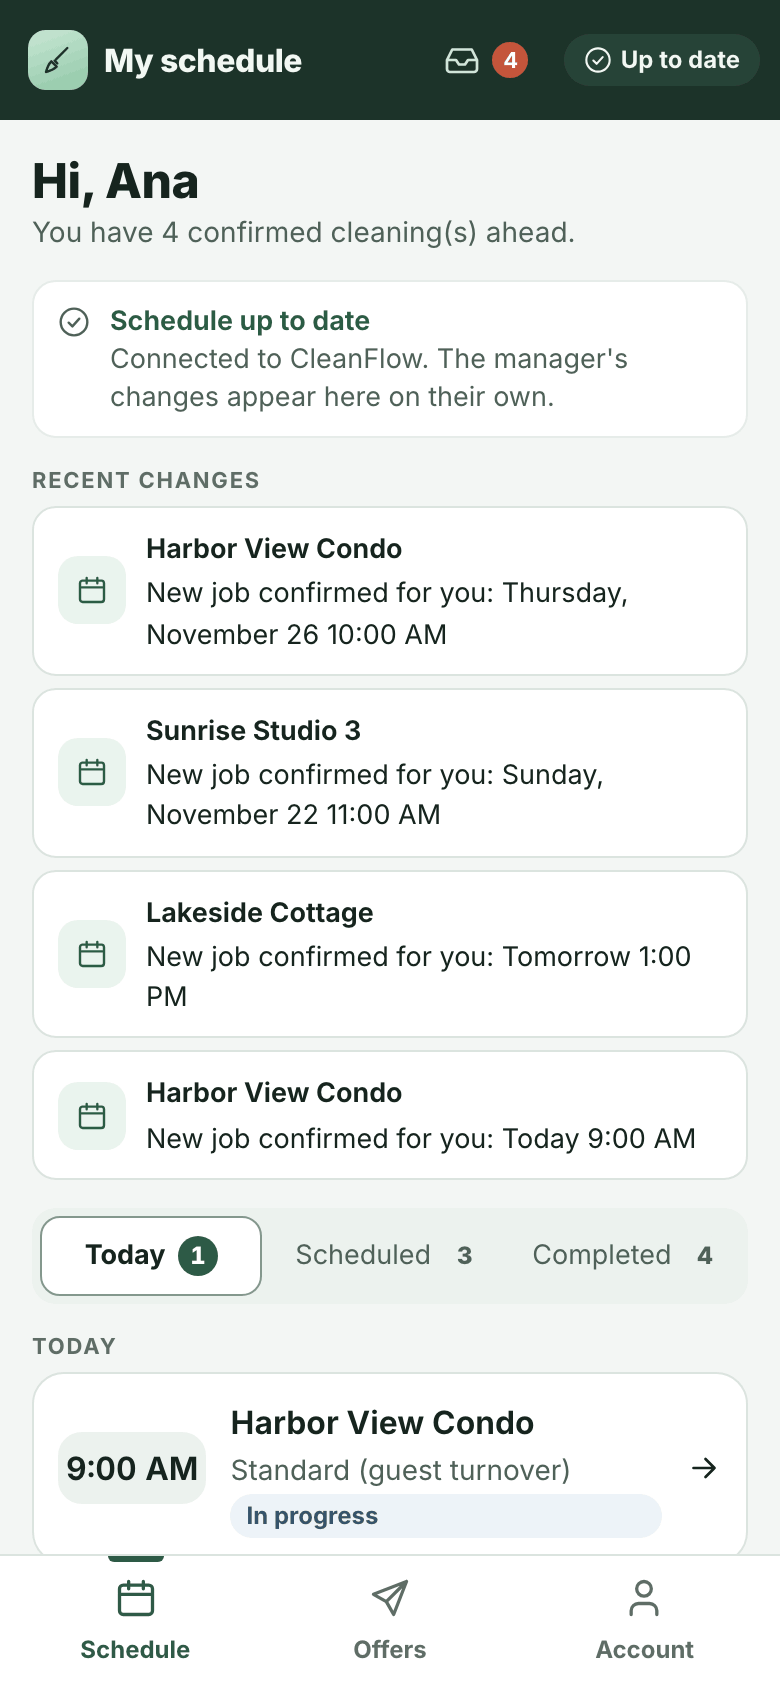 My schedule
4
Up to date
Hi, Ana
You have 4 confirmed cleaning(s) ahead.
Schedule up to date
Connected to CleanFlow. The manager's
changes appear here on their own.
RECENT CHANGES
Harbor View Condo
New job confirmed for you: Thursday,
November 26 10:00 AM
Sunrise Studio 3
New job confirmed for you: Sunday,
November 22 11:00 AM
Lakeside Cottage
New job confirmed for you: Tomorrow 1:00
PM
Harbor View Condo
New job confirmed for you: Today 9:00 AM
Today 1
Scheduled 3
Completed 4
TODAY
Harbor View Condo
9:00 AM
Standard (guest turnover)
In progress
Schedule
Offers
Account